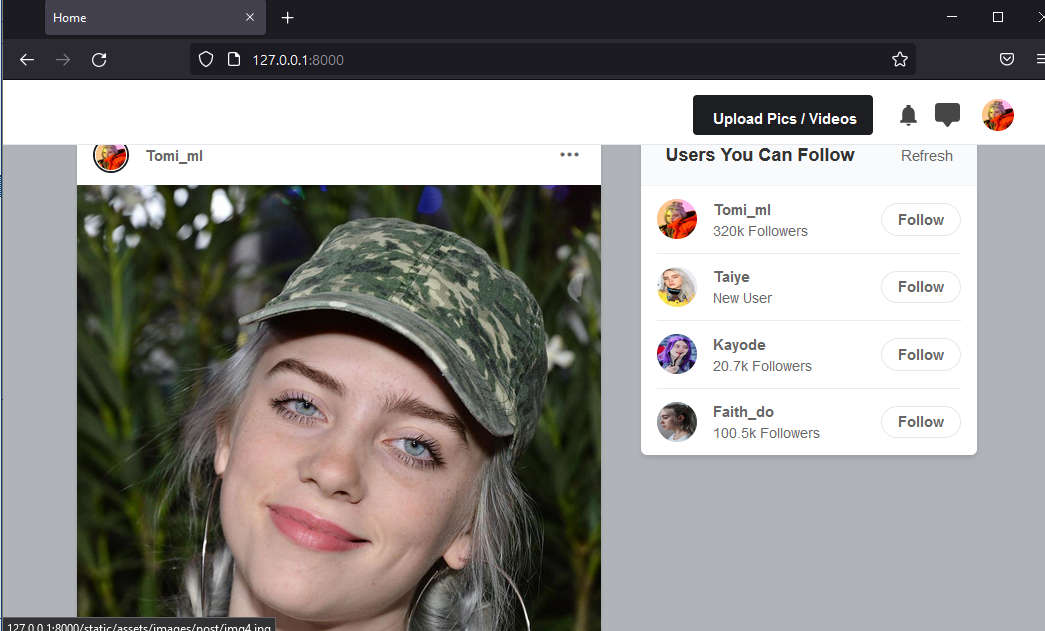 Home
127.0.0.1:8000
Upload Pics / Videos
Tomi_ml
Users You Can Follow
Refresh
Tomi_ml
320k Followers
Follow
Taiye
New User
Follow
Kayode
20.7k Followers
Follow
Faith_do
100.5k Followers
Follow
127.0.0.1:8000/static/assets/images/post/img4.jpg